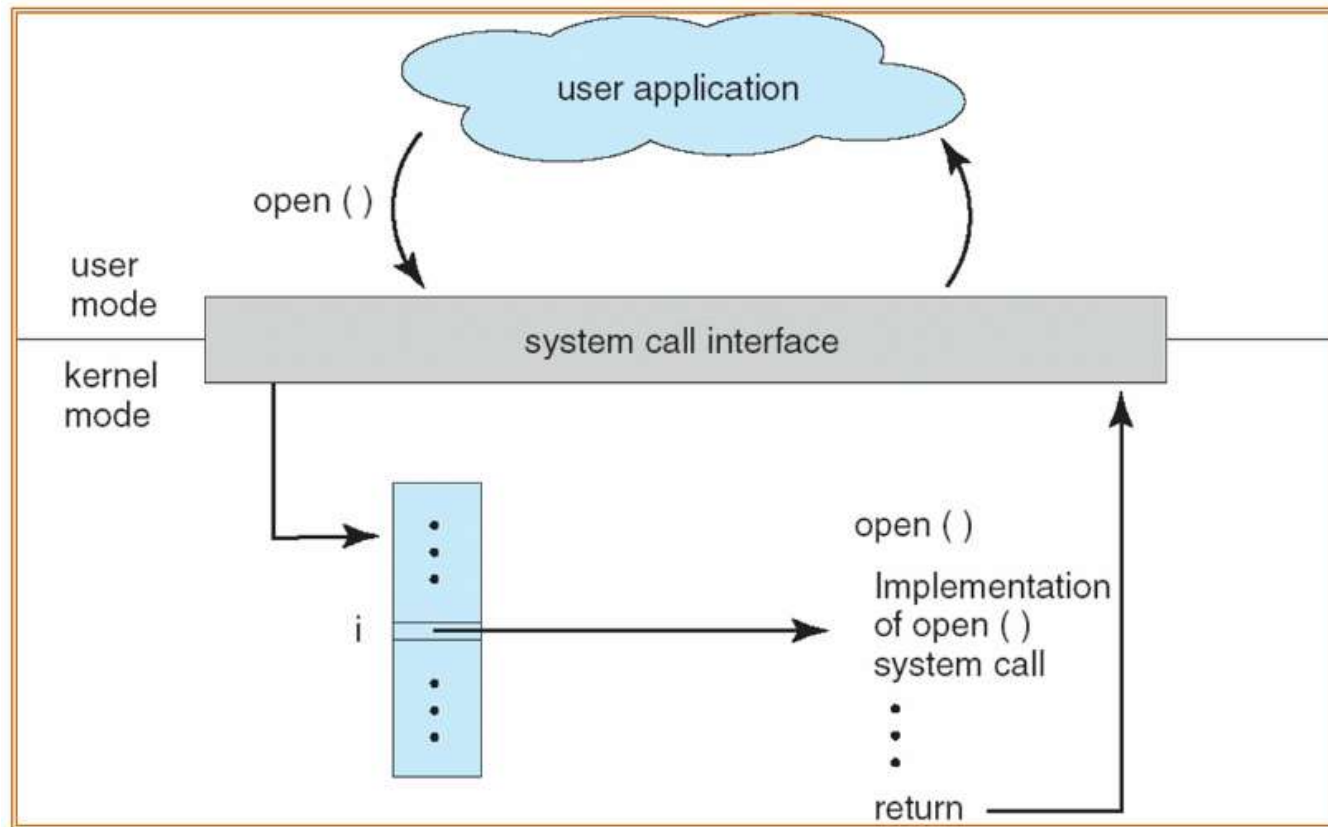 user application
open ( )
user
mode
system call interface
kernel
mode
open ( )
Implementation
of open ( )
system call
i
return